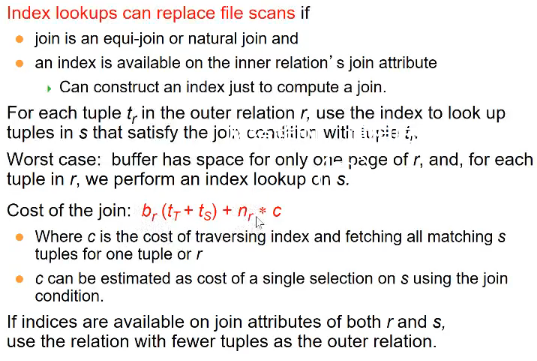 Index lookups can replace file scans if
join is an equi-join or natural join and
an index is available on the inner relation's join attribute
Can construct an index just to compute a join.
For each tuple tr in the outer relation r, use the index to look up
tuples in s that satisfy the join condition with tuple tr.
Worst case: buffer has space for only one page of r, and, for each
tuple in r, we perform an index lookup on s.
Cost of the join: br (tT + tS) + nr * c
Where c is the cost of traversing index and fetching all matching s
tuples for one tuple or r
c can be estimated as cost of a single selection on s using the join
condition.
If indices are available on join attributes of both r and s,
use the relation with fewer tuples as the outer relation.